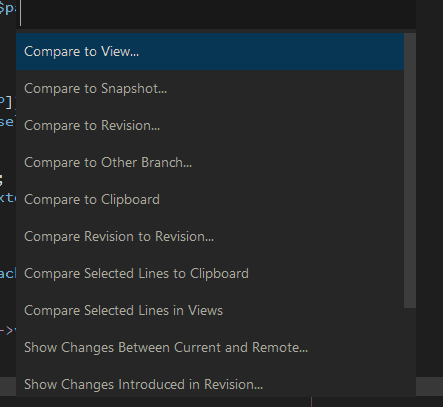 $pa
Compare to View...
Compare to Snapshot...
Compare to Revision...
Compare to Other Branch...
Compare to Clipboard
Compare Revision to Revision...
Compare Selected Lines to Clipboard
Compare Selected Lines in Views
Show Changes Between Current and Remote...
Show Changes Introduced in Revision...